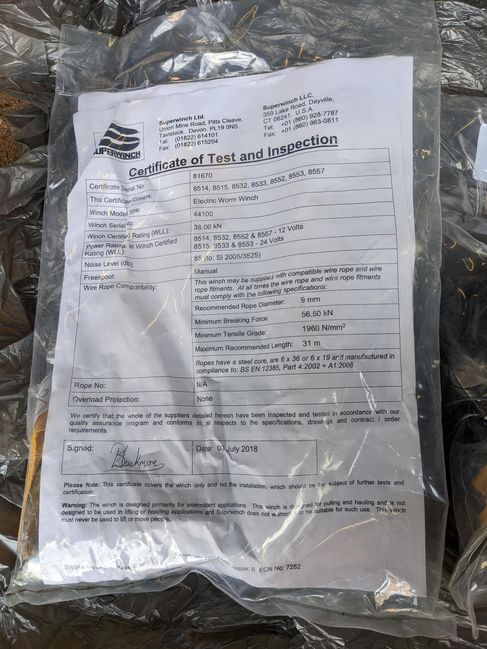 SUPERWINCH
Superwinch Ltd.
Union Mine Road, Pitts Cleave,
Tavistock. Devon. PL19 0NS.
Tel: (01822) 614101
Fax: (01822) 615204
Superwinch LLC.
359 Lake Road, Dayville,
CT 06241. U.S.A.
Tel: +01 (860) 928-7787
Fax: +01 (860) 963-0811
Certificate of Test and Inspection
Certificate Serial No: 81670
This Certificate Covers: 8514, 8515, 8532, 8533, 8552, 8553, 8557
Winch Model Type: Electric Worm Winch
Winch Serial No: 44100
Winch Certified Rating (WLL): 38.00 kN
Power Rating at Winch Certified
Rating (WLL): 8514, 8532, 8552 & 8557 - 12 Volts
8515, 8533 & 8553 - 24 Volts
Noise Level (db) 85 (to: SI 2005/3525)
Freespool: Manual
Wire Rope Compatibility: This winch may be supplied with compatible wire rope and wire
rope fitments. At all times the wire rope and wire rope fitments
must comply with the following specifications:
Recommended Rope Diameter: 9 mm
Minimum Breaking Force: 56.50 kN
Minimum Tensile Grade: 1960 N/mm²
Maximum Recommended Length: 31 m
Ropes have a steel core, are 6 x 36 or 6 x 19 and manufactured in
compliance to: BS EN 12385, Part 4:2002 + A1:2008
Rope No: N/A
Overload Protection: None
We certify that the whole of the suppliers detailed hereon have been inspected and tested in accordance with our
quality assurance program and conforms in all respects to the specifications, drawings and contract / order
requirements.
Signed: Date: 03 July 2018
Please Note: This certificate covers the winch only and not the installation, which should be the subject of further tests and
certification.
Warning: The winch is designed primarily for intermittent applications. This winch is designed for pulling and hauling and is not
designed to be used in lifting or hoisting applications and Superwinch does not warrant it to be suitable for such use. This winch
must never be used to lift or move people.
Issue: 6 ECN No: 7282